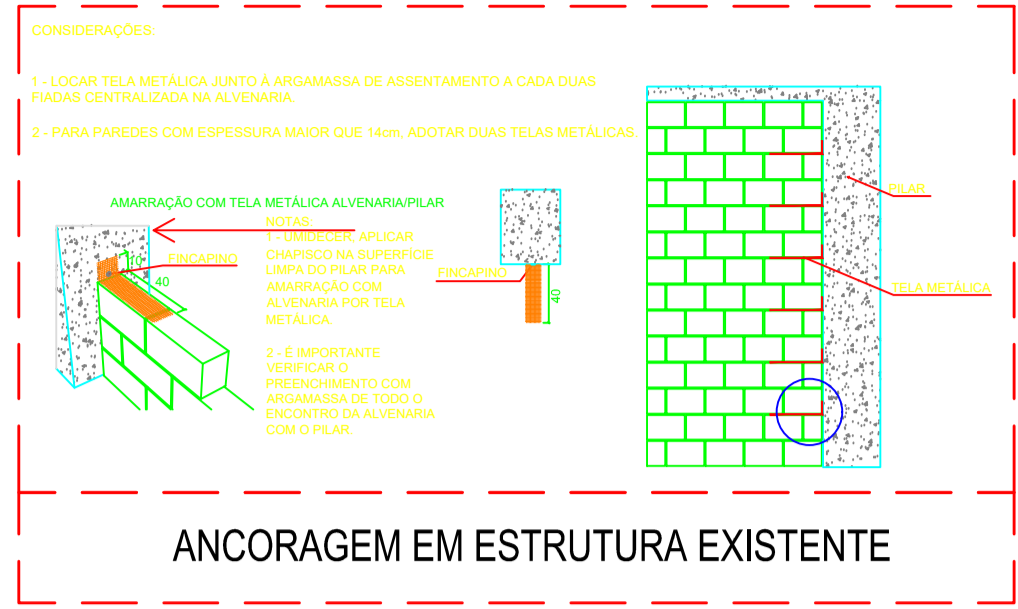 CONSIDERAÇÕES:
1 - LOCAR TELA METÁLICA JUNTO À ARGAMASSA DE ASSENTAMENTO A CADA DUAS
FIADAS CENTRALIZADA NA ALVENARIA.
2 - PARA PAREDES COM ESPESSURA MAIOR QUE 14cm, ADOTAR DUAS TELAS METÁLICAS.
AMARRAÇÃO COM TELA METÁLICA ALVENARIA/PILAR
NOTAS:
1 - UMIDECER, APLICAR
CHAPISCO NA SUPERFÍCIE
LIMPA DO PILAR PARA
AMARRAÇÃO COM
ALVENARIA POR TELA
METÁLICA.
2 - É IMPORTANTE
VERIFICAR O
PREENCHIMENTO COM
ARGAMASSA DE TODO O
ENCONTRO DA ALVENARIA
COM O PILAR.
FINCAPINO
10
40
FINCAPINO
40
PILAR
TELA METÁLICA
ANCORAGEM EM ESTRUTURA EXISTENTE